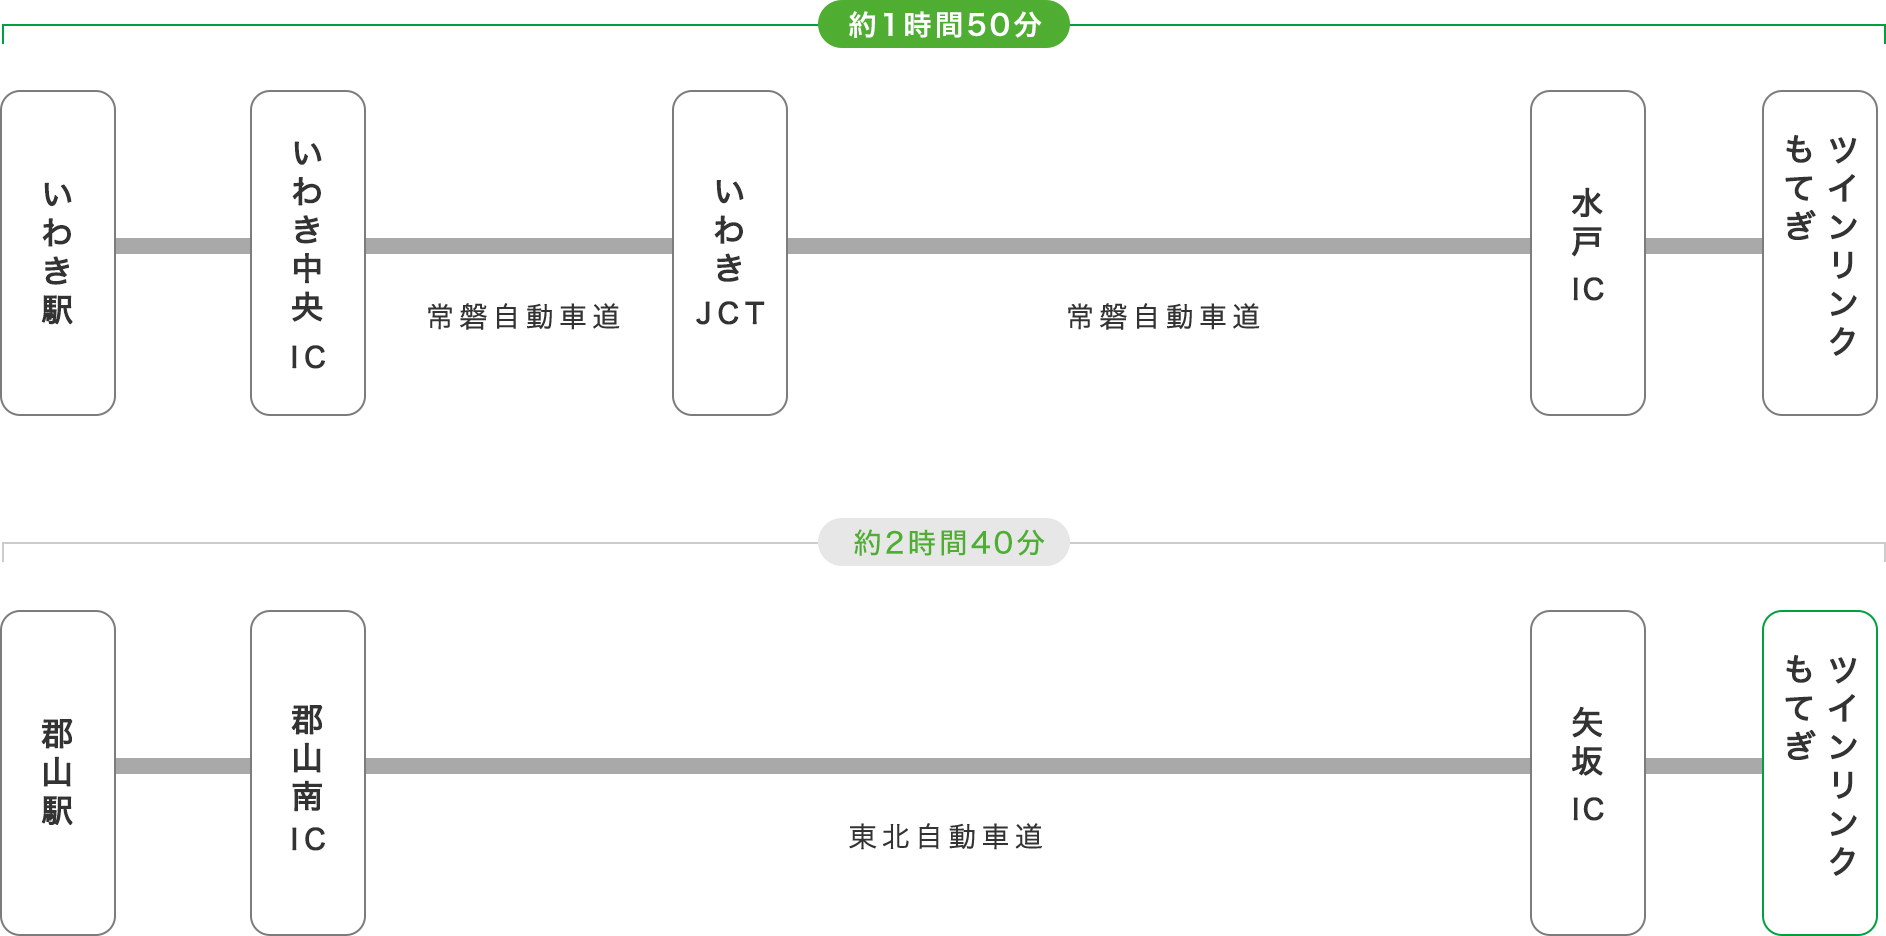 約1時間50分
いわき駅
いわき中央IC
常磐自動車道
いわきJCT
常磐自動車道
水戸IC
ツインリンク
もてぎ
約2時間40分
郡山駅
郡山南IC
東北自動車道
矢坂IC
ツインリンク
もてぎ